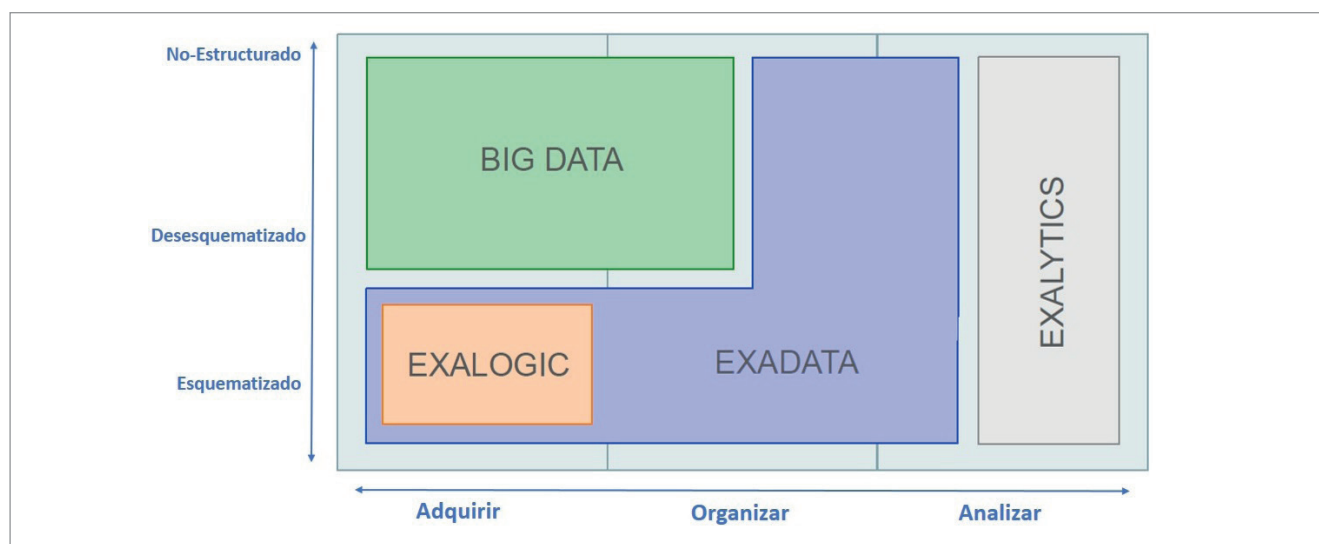 No-Estructurado
BIG DATA
Desesquematizado
EXALYTICS
EXALOGIC
EXADATA
Esquematizado
Adquirir
Organizar
Analizar